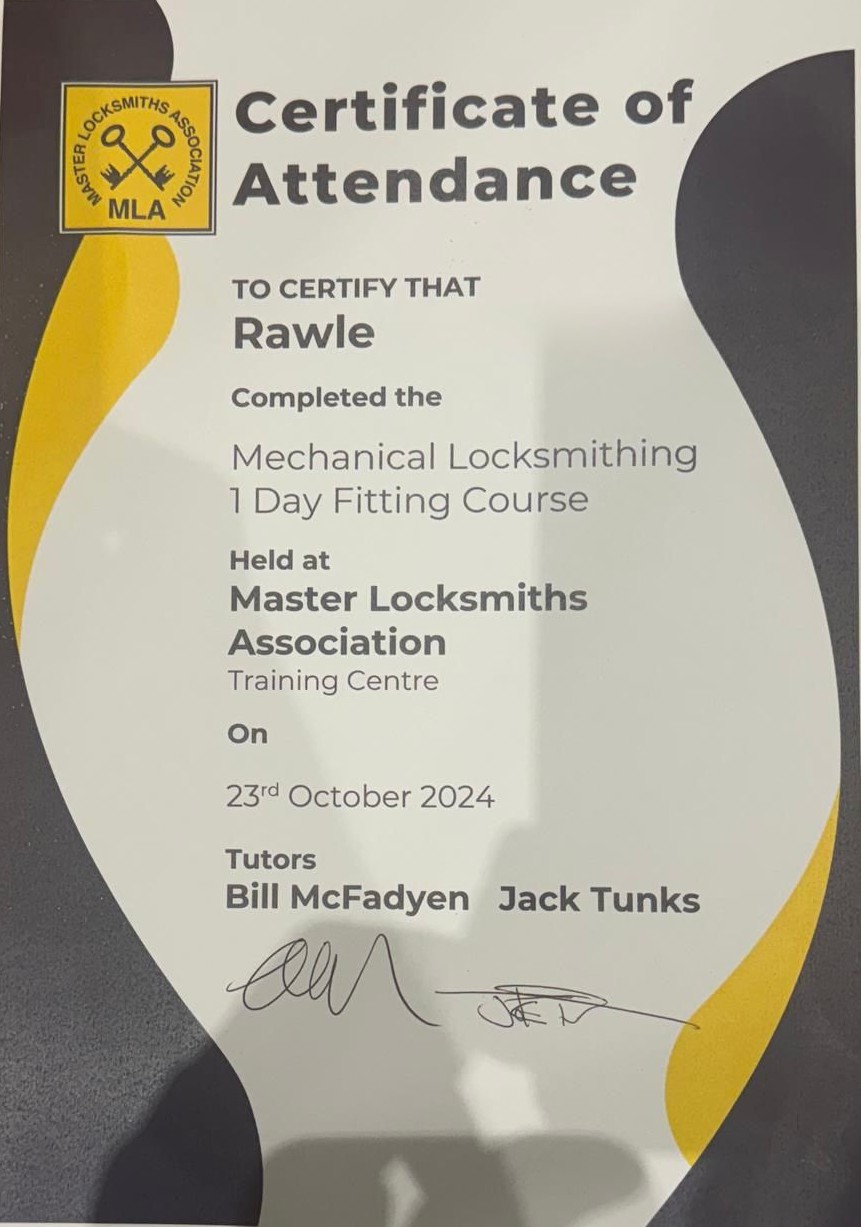 MASTER LOCKSMITHS ASSOCIATION
MLA
Certificate of
Attendance
TO CERTIFY THAT
Rawle
Completed the
Mechanical Locksmithing
1 Day Fitting Course
Held at
Master Locksmiths
Association
Training Centre
On
23rd October 2024
Tutors
Bill McFadyen Jack Tunks